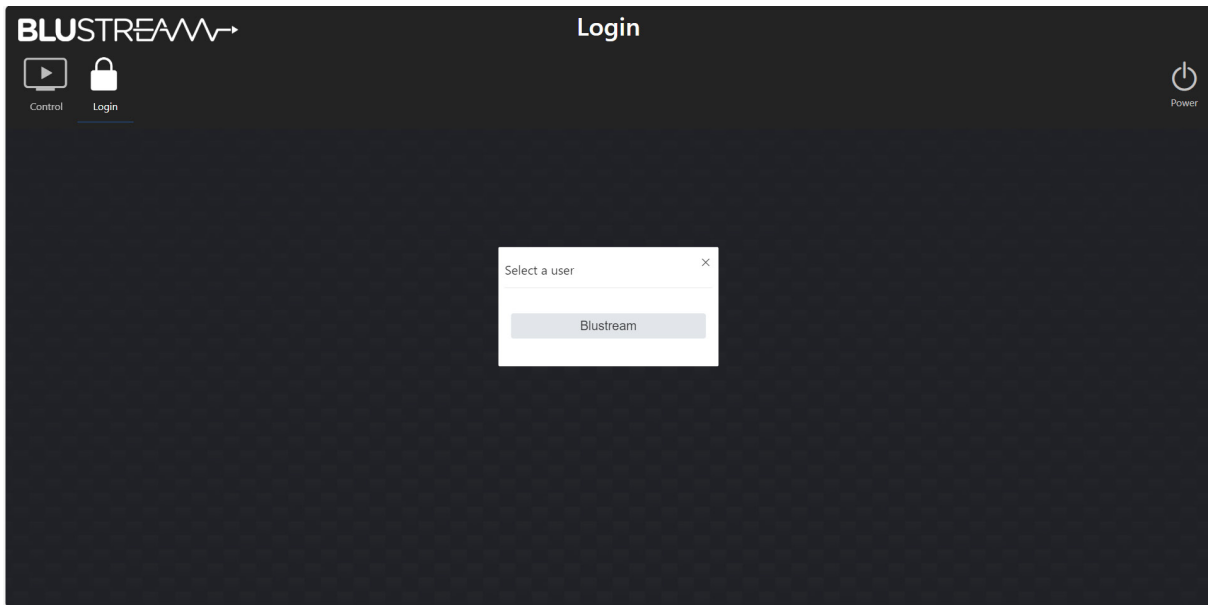 BLUSTREAM
Login
Control
Login
Power
Select a user
Blustream